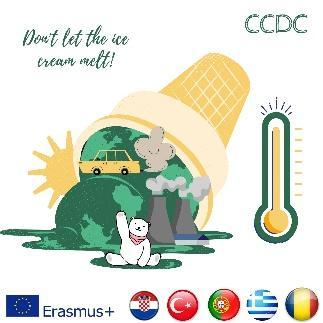 CCDC
Don't let the ice
cream melt!
Erasmus+